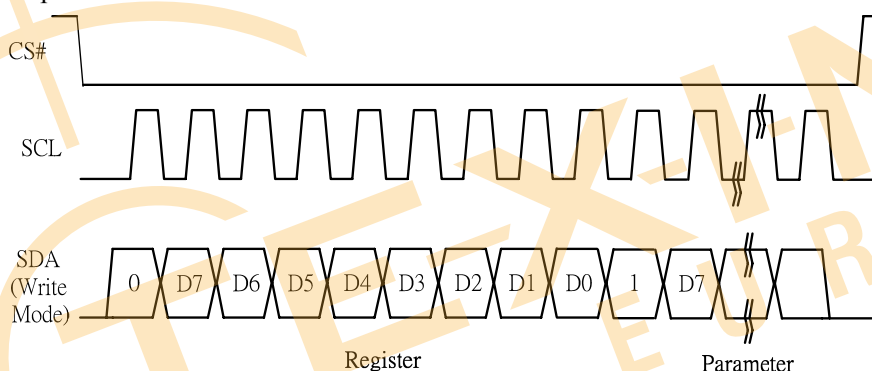 CS#
SCL
SDA
(Write
Mode)
0 D7 D6 D5 D4 D3 D2 D1 D0 1 D7
Register
Parameter